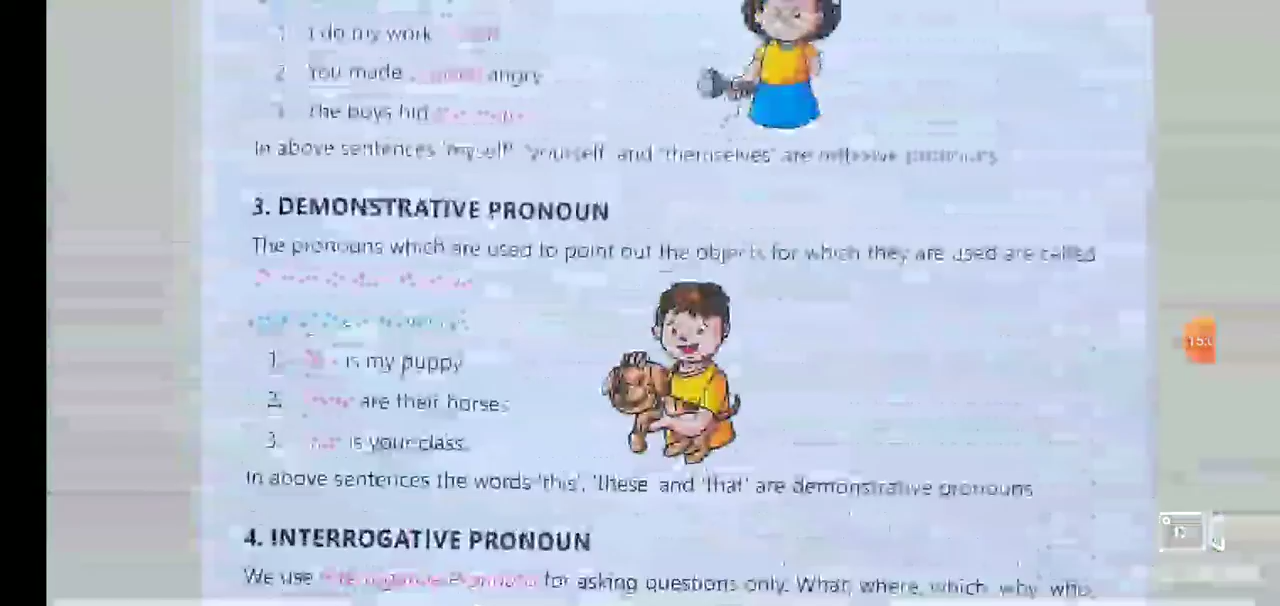 1. I do my work
2. You made angry
3. The boys hid
In above sentences 'myself' 'yourself' and 'themselves' are reflexive pronouns
3. DEMONSTRATIVE PRONOUN
The pronouns which are used to point out the objects for which they are used are called
1. is my puppy
2. are their horses
3. is your class.
In above sentences the words 'this', 'these' and 'that' are demonstrative pronouns
4. INTERROGATIVE PRONOUN
We use for asking questions only. What, where, which why who,